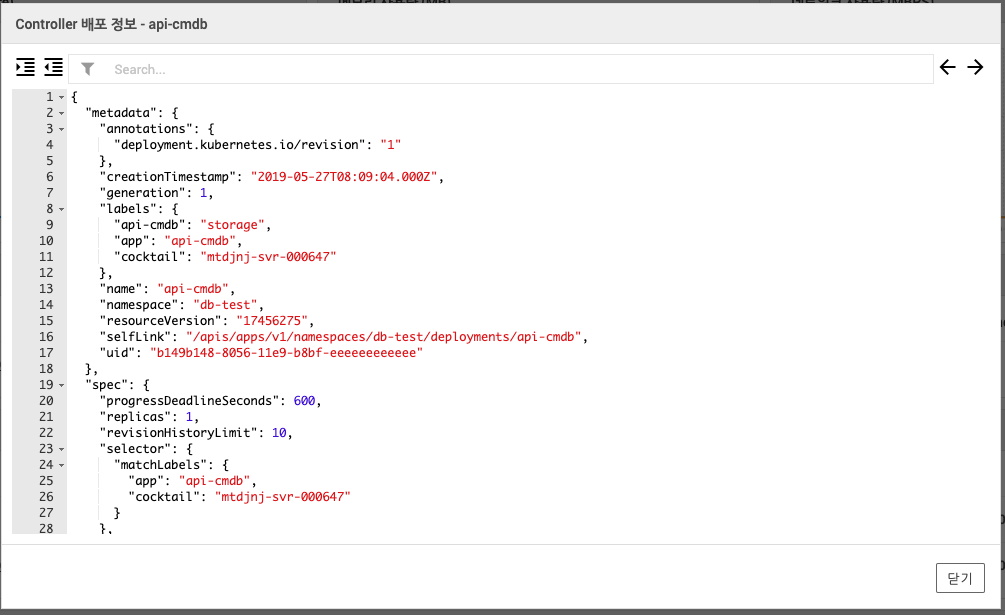 Controller 배포 정보 - api-cmdb
Search...
1 {
2 "metadata": {
3 "annotations": {
4 "deployment.kubernetes.io/revision": "1"
5 },
6 "creationTimestamp": "2019-05-27T08:09:04.000Z",
7 "generation": 1,
8 "labels": {
9 "api-cmdb": "storage",
10 "app": "api-cmdb",
11 "cocktail": "mtdjnj-svr-000647"
12 },
13 "name": "api-cmdb",
14 "namespace": "db-test",
15 "resourceVersion": "17456275",
16 "selfLink": "/apis/apps/v1/namespaces/db-test/deployments/api-cmdb",
17 "uid": "b149b148-8056-11e9-b8bf-eeeeeeeeeeee"
18 },
19 "spec": {
20 "progressDeadlineSeconds": 600,
21 "replicas": 1,
22 "revisionHistoryLimit": 10,
23 "selector": {
24 "matchLabels": {
25 "app": "api-cmdb",
26 "cocktail": "mtdjnj-svr-000647"
27 }
28 },
닫기